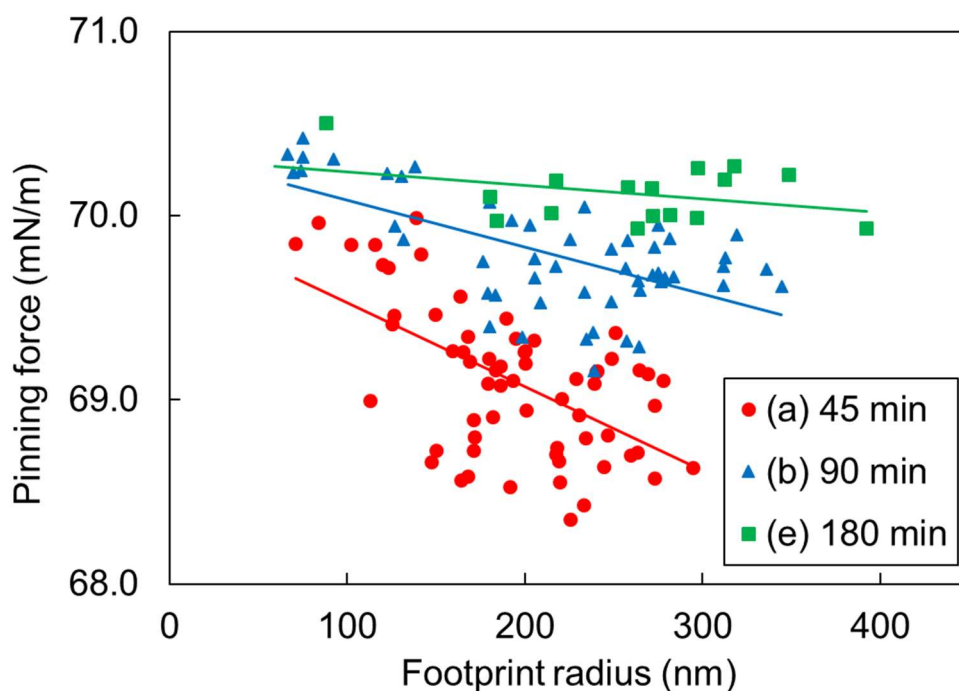 71.0
70.0
69.0
68.0
Pinning force (mN/m)
0
100
200
300
400
Footprint radius (nm)
(a) 45 min
(b) 90 min
(e) 180 min